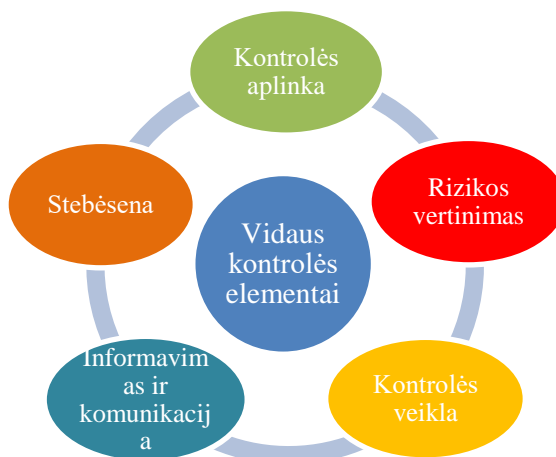 Kontrolės
aplinka
Rizikos
vertinimas
Kontrolės
veikla
Informavim
as ir
komunikacij
a
Stebėsena
Vidaus
kontrolės
elementai